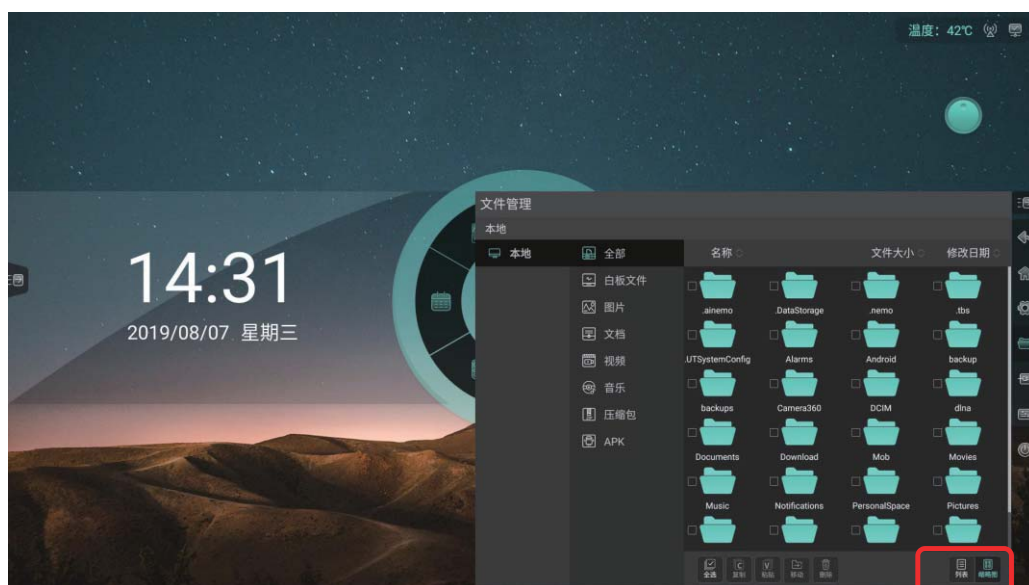 温度：42℃
文件管理
本地
14:31
2019/08/07 星期三
本地
全部
白板文件
图片
文档
视频
音乐
压缩包
APK
名称
文件大小
修改日期
.ainemo
.DataStorage
.nemo
.tbs
.UTSystemConfig
Alarms
Android
backup
backups
Camera360
DCIM
dlna
Documents
Download
Mob
Movies
Music
Notifications
PersonalSpace
Pictures
全选
复制
粘贴
移动
删除
列表
缩略图